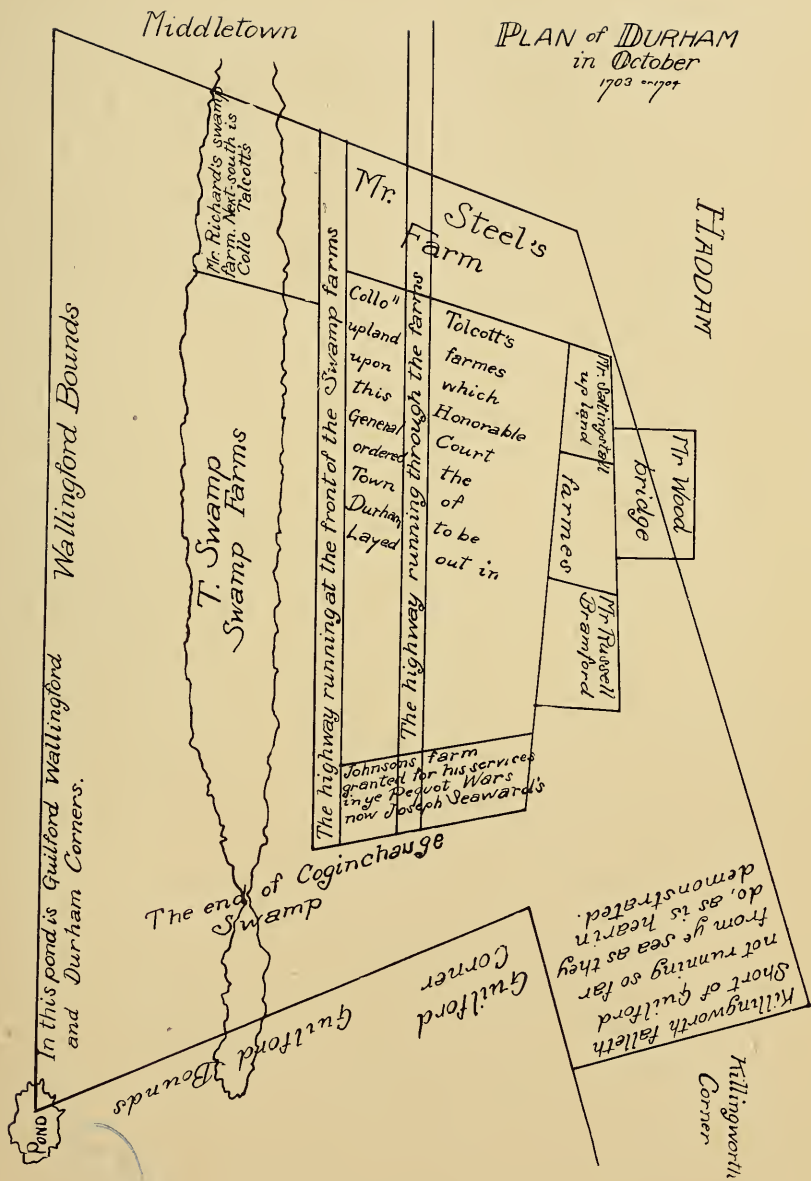 Middletown
PLAN of DURHAM
in October
1703 or 1704
HADDAM
Mr. Richard's swamp
farm. Next south is
Collo Talcott's
Mr. Steel's
Farm
Wallingford Bounds
In this pond is Guilford Wallingford
and Durham Corners.
T. Swamp
Swamp Farms
The highway running at the front of the Swamp farms
The highway running through the farms
Collo" Tolcott's
upland farmes
upon which
this Honorable
General Court
ordered the
Town of
Durham to be
Layed out in
Mr. Saltingstall
up land
farmes
Mr Wood
bridge
Mr Russell
Bramford
Johnsons farm
granted for his services
in ye Pequot Wars
now Joseph Seaward's
The end of Coginchauge
Swamp
Guilford
Corner
Guilford Bounds
Killingworth falleth
Short of Guilford
not running so far
from ye sea as they
do, as is hearin
demonstrated.
Killingworth
Corner
POND